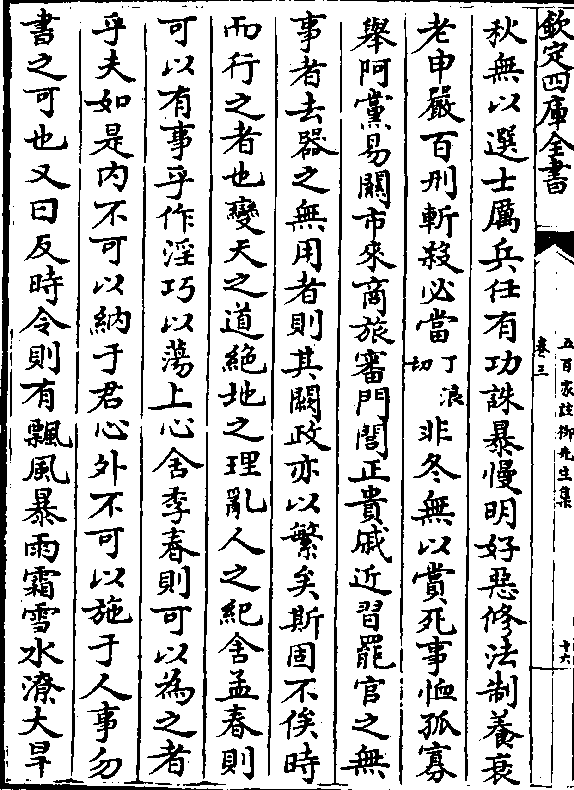 欽定四庫全書
五百家註柳先生集
卷三
十六
秋無以選士厲兵任有功誅暴慢明好惡修法制養衰
老申嚴百刑斬殺必當丁浪切非冬無以賞死事恤孤寡
舉阿黨易關市來商旅審門閭正貴戚近習罷官之無
事者去器之無用者則其闕政亦以繁矣斯固不俟時
而行之者也變天之道絕地之理亂人之紀舍孟春則
可以有事乎作淫巧以蕩上心舍季春則可以為之者
乎夫如是內不可以納于君心外不可以施于人事勿
書之可也又曰反時令則有飄風暴雨霜雪水潦大旱